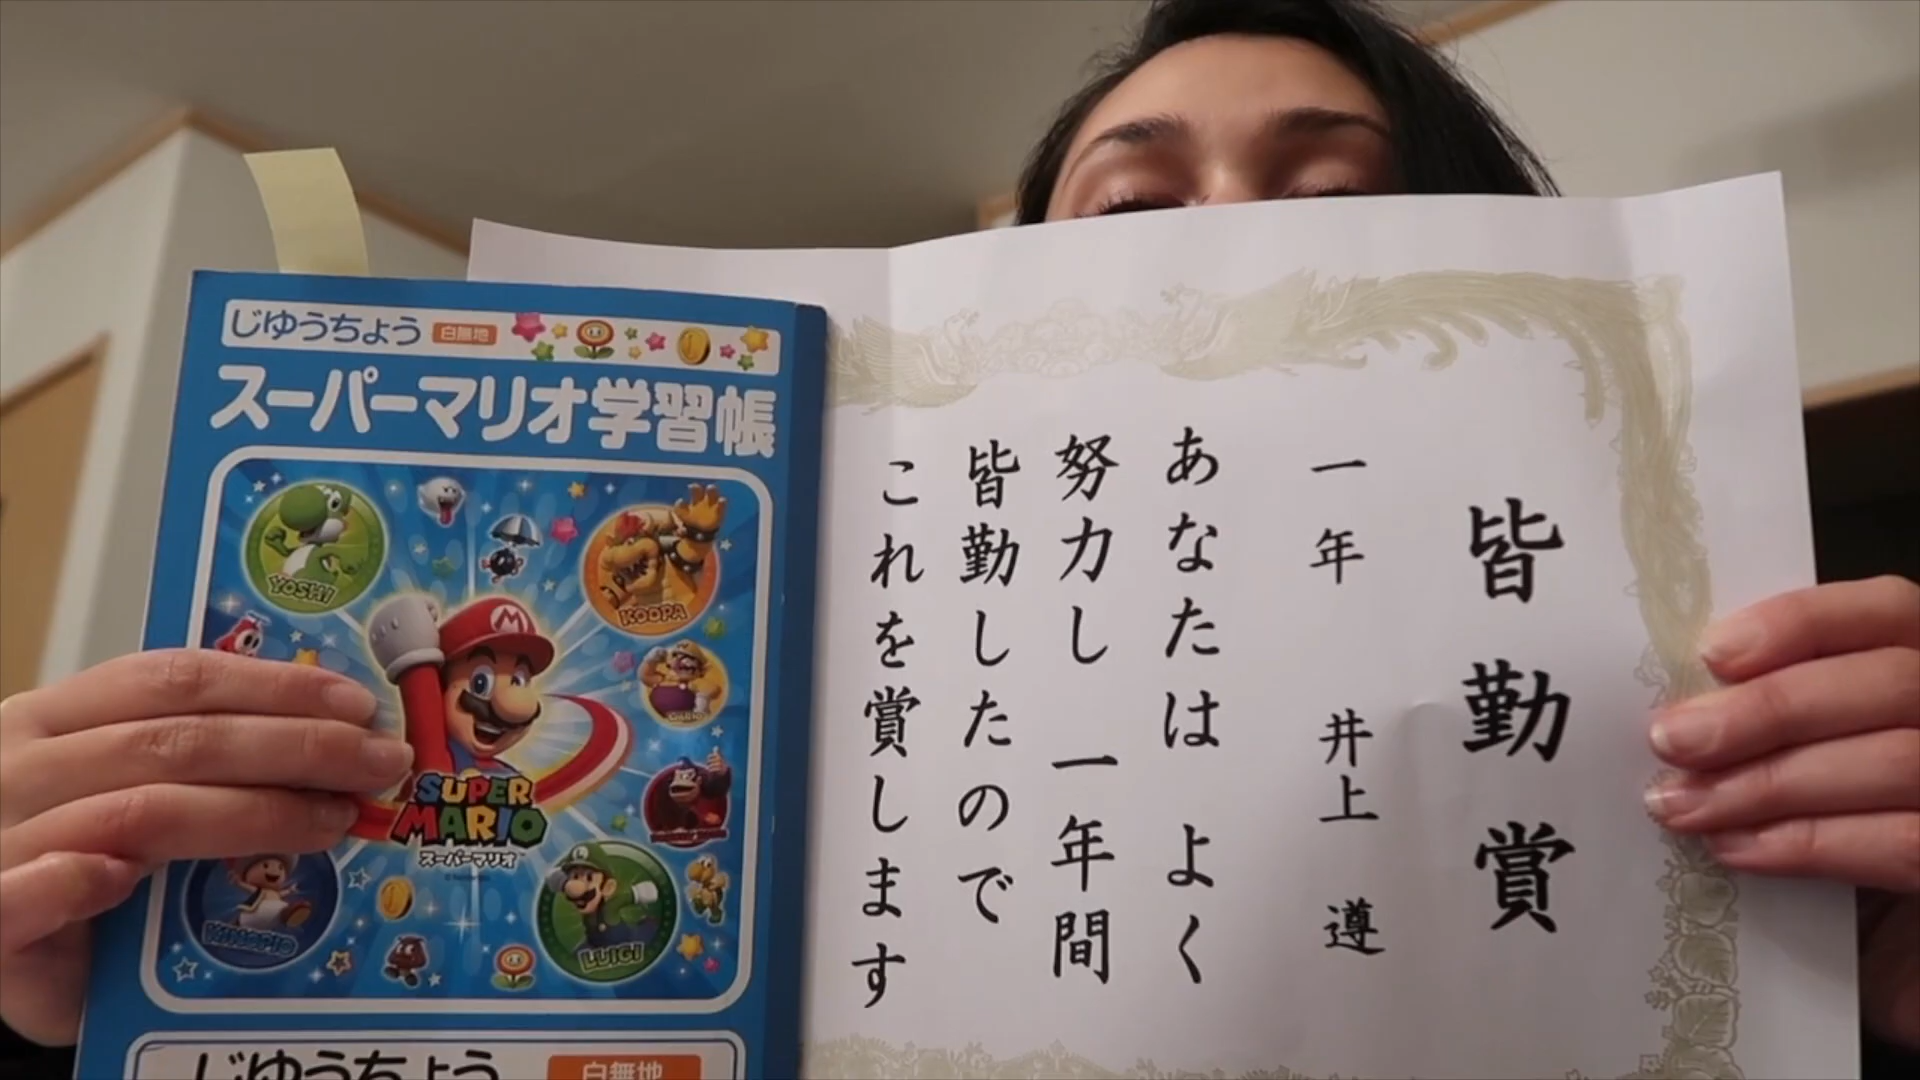 じゆうちょう 白無地
スーパーマリオ学習帳
YOSHI
KOOPA
WARIO
SUPER
MARIO
スーパーマリオ
KINOPIO
LUIGI
じゆうちょう 白無地
皆勤賞
一年 井上 遵
あなたは よく
努力し 一年間
皆勤したので
これを賞します